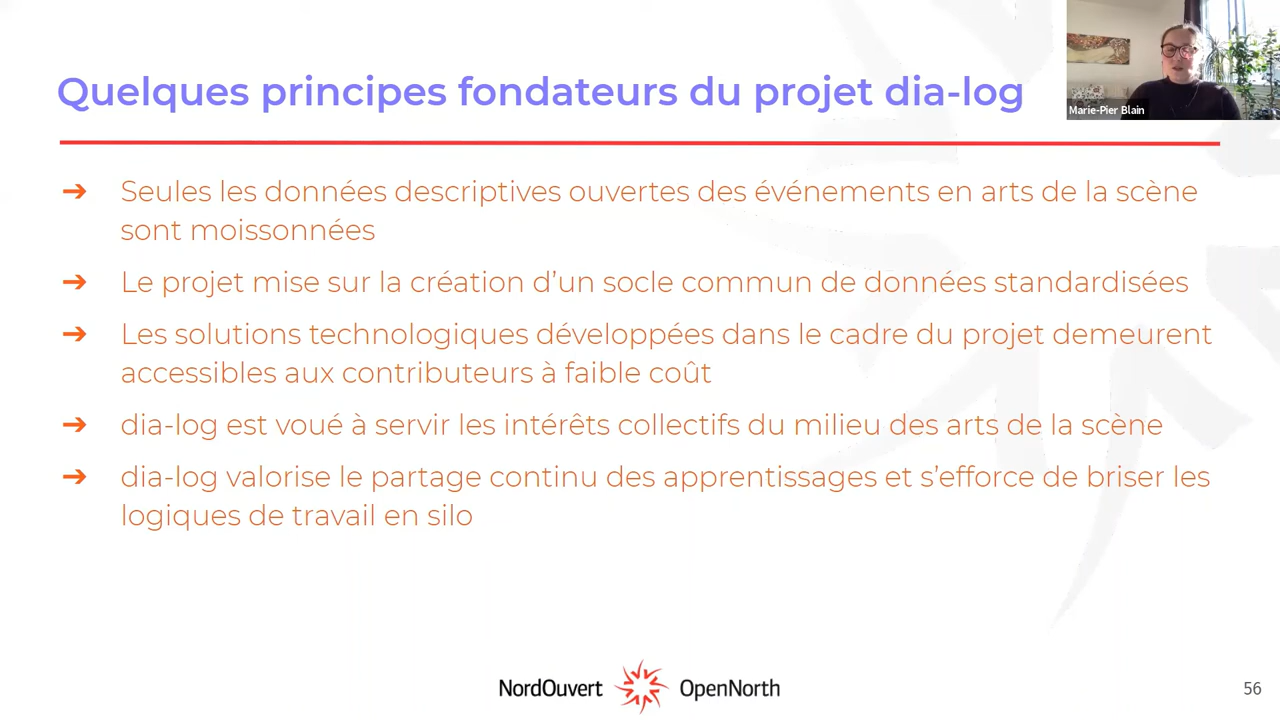 Quelques principes fondateurs du projet dia-log
Marie-Pier Blain
➔ Seules les données descriptives ouvertes des événements en arts de la scène
sont moissonnées
➔ Le projet mise sur la création d’un socle commun de données standardisées
➔ Les solutions technologiques développées dans le cadre du projet demeurent
accessibles aux contributeurs à faible coût
➔ dia-log est voué à servir les intérêts collectifs du milieu des arts de la scène
➔ dia-log valorise le partage continu des apprentissages et s’efforce de briser les
logiques de travail en silo
NordOuvert OpenNorth
56